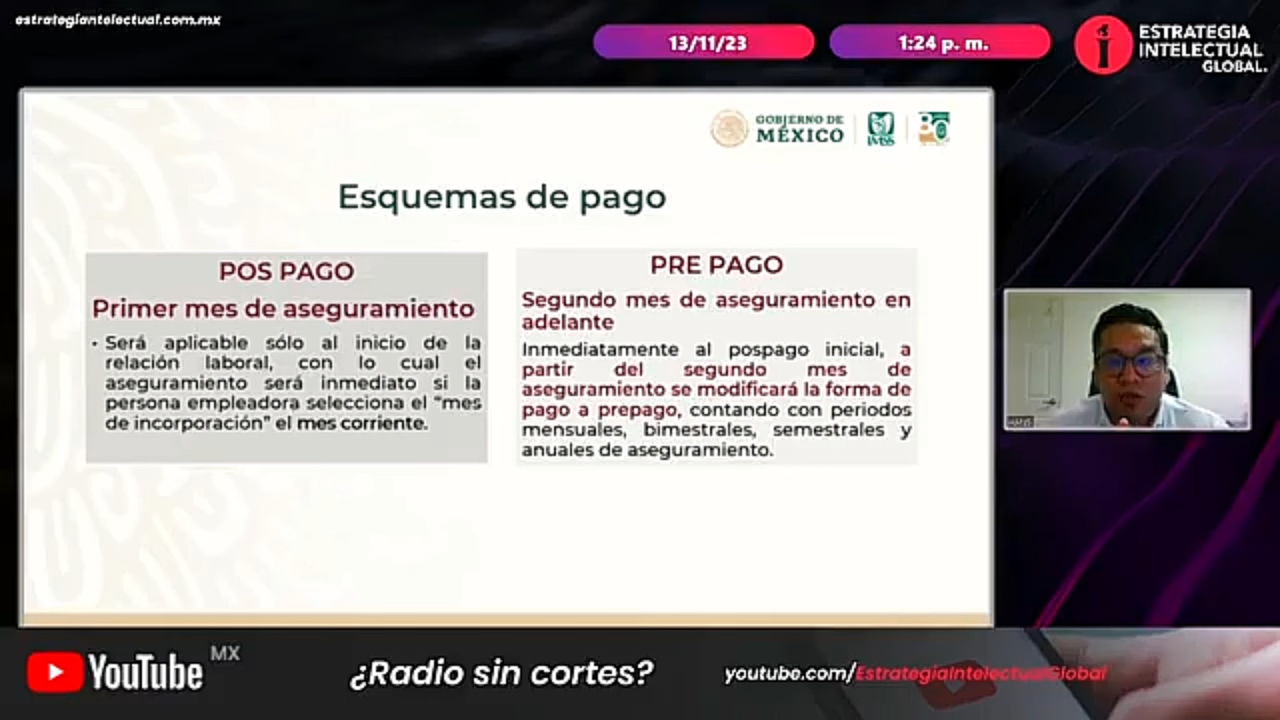 estrategiantelectual.com.mx
13/11/23
1:24 p. m.
ESTRATEGIA
INTELECTUAL
GLOBAL.
GOBIERNO DE
MÉXICO
IMSS
80
Esquemas de pago
POS PAGO
Primer mes de aseguramiento
• Será aplicable sólo al inicio de la
relación laboral, con lo cual el
aseguramiento será inmediato si la
persona empleadora selecciona el “mes
de incorporación” el mes corriente.
PRE PAGO
Segundo mes de aseguramiento en
adelante
Inmediatamente al pospago inicial, a
partir del segundo mes de
aseguramiento se modificará la forma de
pago a prepago, contando con periodos
mensuales, bimestrales, semestrales y
anuales de aseguramiento.
YouTube MX
¿Radio sin cortes?
youtube.com/EstrategiaIntelectualGlobal